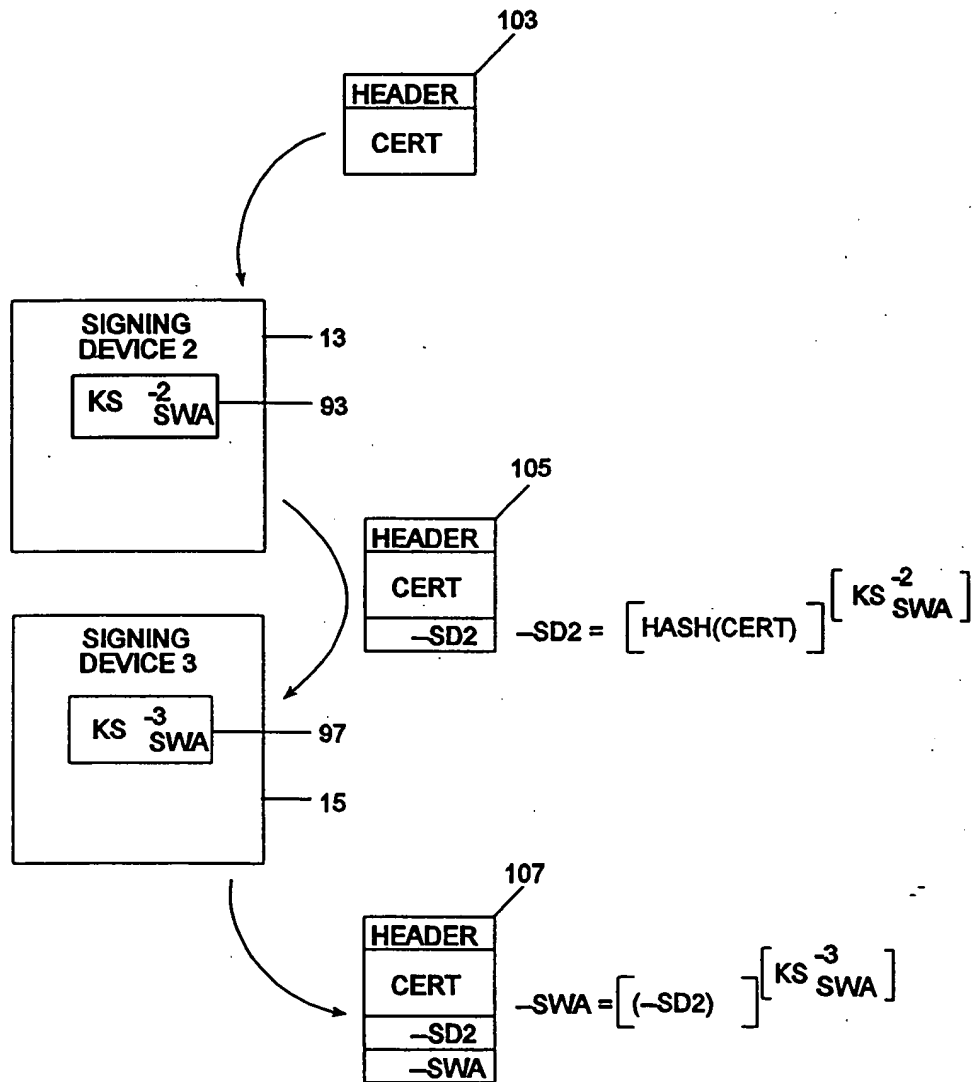 103
HEADER
CERT
SIGNING
DEVICE 2
13
KS -2 SWA
93
105
HEADER
CERT
–SD2
–SD2 = [HASH(CERT)] [KS -2 SWA]
SIGNING
DEVICE 3
KS -3 SWA
97
15
107
HEADER
CERT
–SD2
–SWA
–SWA = [(–SD2) ] [KS -3 SWA]